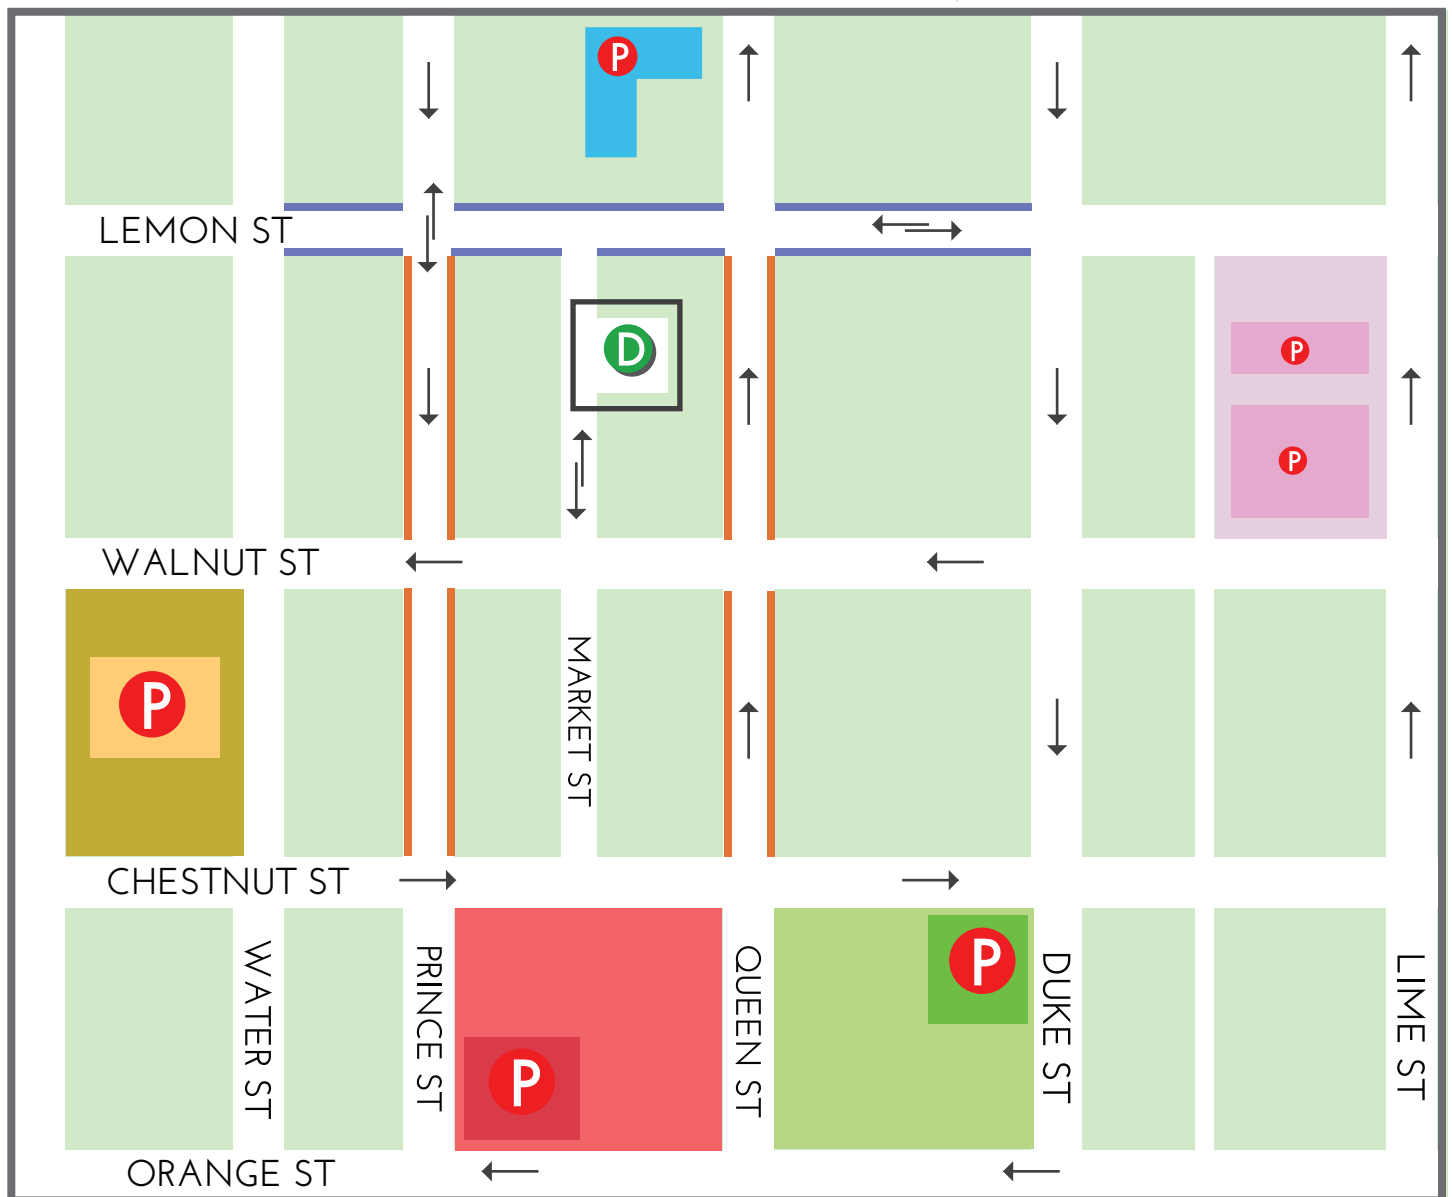 P
LEMON ST
D
P
P
WALNUT ST
P
MARKET ST
CHESTNUT ST
P
P
WATER ST
PRINCE ST
QUEEN ST
DUKE ST
LIME ST
ORANGE ST